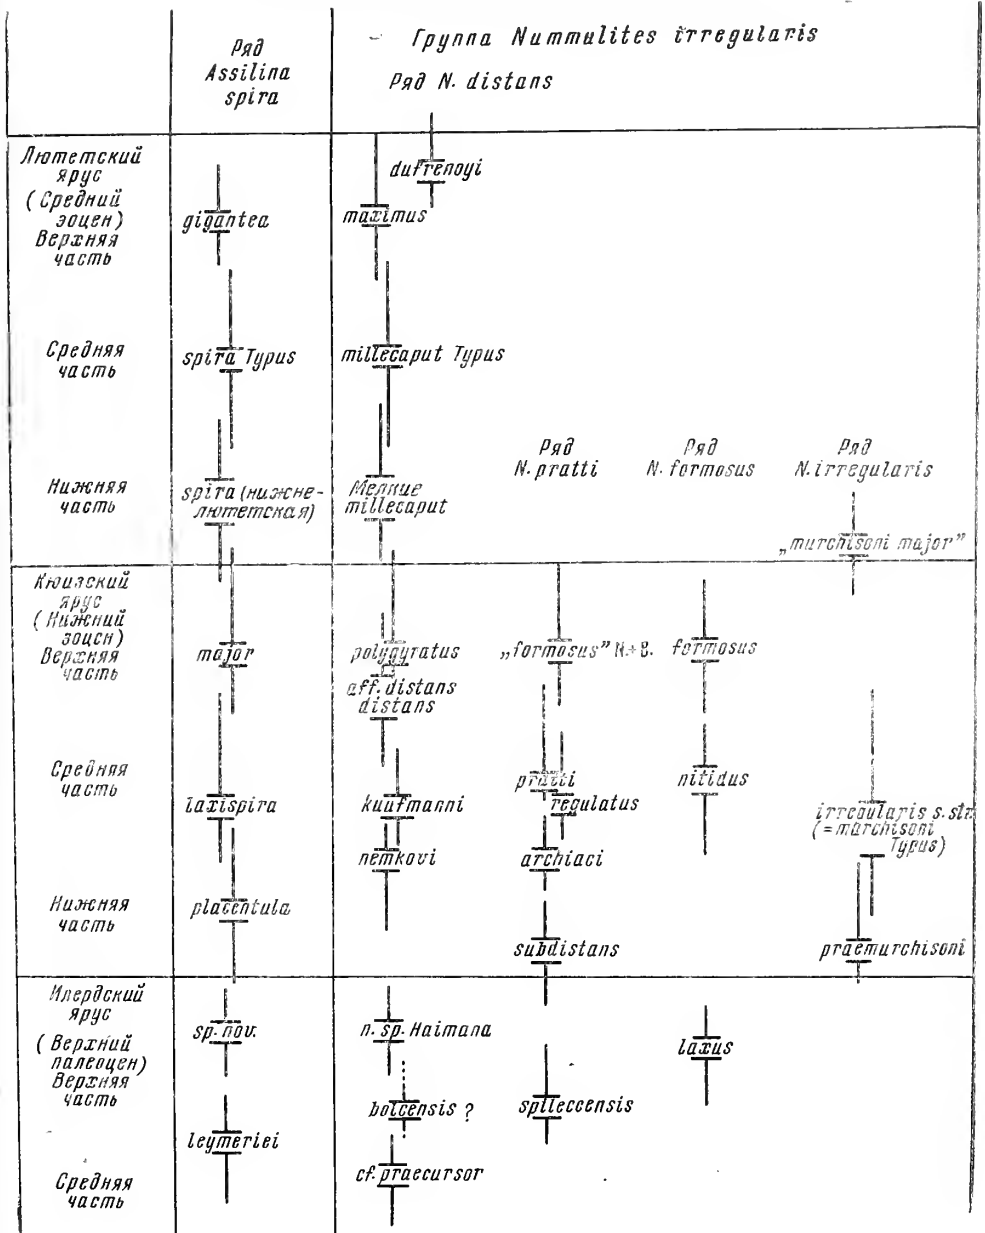 Ряд
Assilina
spira
Группа Nummulites irregularis
Ряд N. distans
Лютетский
ярус
(Средний
эоцен)
Верхняя
часть
gigantea
maximus
dufrenoyi
Средняя
часть
spira Typus
millecaput Typus
Ряд
N. pratti
Ряд
N. formosus
Ряд
N. irregularis
Нижняя
часть
spira (нижне-
лютетская)
Мелкие
millecaput
„murchisoni major”
Кюизский
ярус
(Нижний
эоцен)
Верхняя
часть
major
polygyratus
aff. distans
distans
„formosus” N.÷B.
formosus
Средняя
часть
laxispira
kaufmanni
nemkovi
pratti
regulatus
archiaci
nitidus
irregularis s. str.
(= murchisoni
Typus)
Нижняя
часть
placentula
subdistans
praemurchisoni
Илердский
ярус
(Верхний
палеоцен)
Верхняя
часть
sp. nov.
n. sp. Haimana
laxus
bolcensis ?
spileccensis
leymeriei
Средняя
часть
cf. praecursor